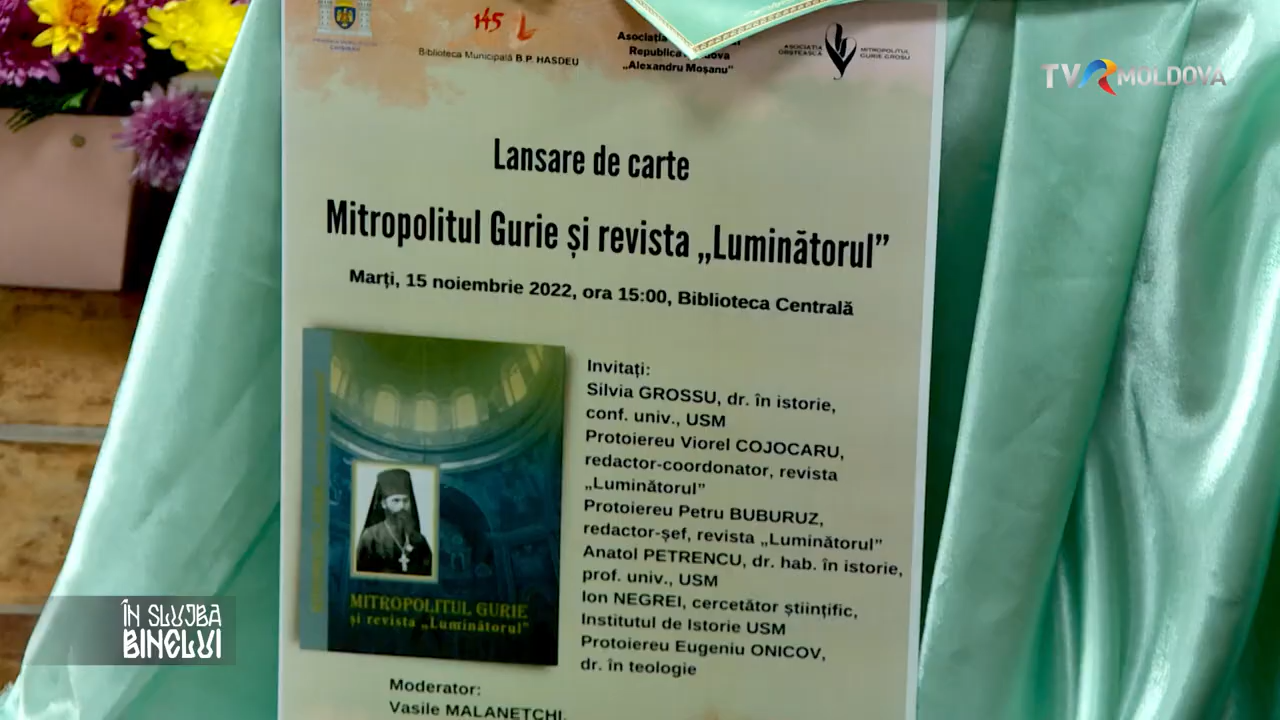 145 L
Biblioteca Municipală B.P. HASDEU
Asociația
Republica
„Alexandru Moșanu”
ASOCIAȚIA
OBȘTEASCĂ
MITROPOLITUL
GURIE GROSU
TVR MOLDOVA
Lansare de carte
Mitropolitul Gurie și revista „Luminătorul”
Marți, 15 noiembrie 2022, ora 15:00, Biblioteca Centrală
MITROPOLITUL GURIE
și revista „Luminătorul”
Invitați:
Silvia GROSSU, dr. în istorie,
conf. univ., USM
Protoiereu Viorel COJOCARU,
redactor-coordonator, revista
„Luminătorul”
Protoiereu Petru BUBURUZ,
redactor-șef, revista „Luminătorul”
Anatol PETRENCU, dr. hab. în istorie,
prof. univ., USM
Ion NEGREI, cercetător științific,
Institutul de Istorie USM
Protoiereu Eugeniu ONICOV,
dr. în teologie
Moderator:
Vasile MALANEȚCHI,
ÎN SLUJBA
BINELUI